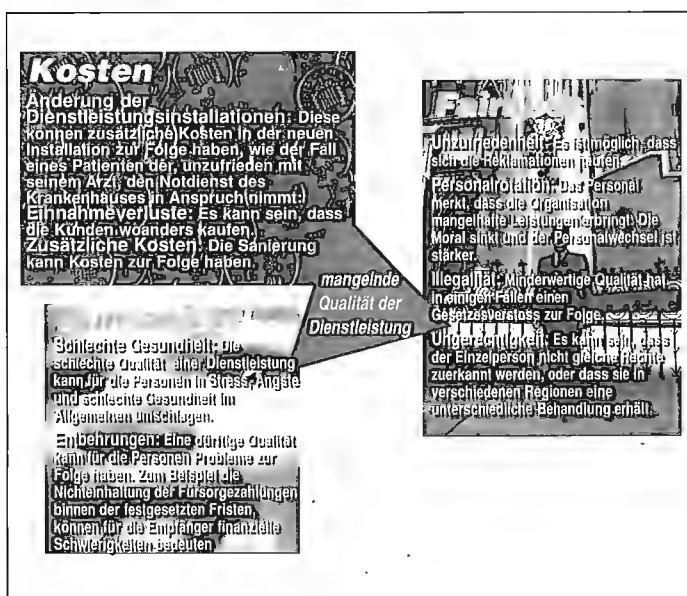 Kosten
Änderung der
Dienstleistungsinstallationen: Diese
können zusätzliche Kosten in der neuen
Installation zur Folge haben, wie der Fall
eines Patienten der, unzufrieden mit
seinem Arzt, den Notdienst des
Krankenhauses in Anspruch nimmt.
Einnahmeverluste: Es kann sein, dass
die Kunden woanders kaufen.
Zusätzliche Kosten: Die Sanierung
kann Kosten zur Folge haben.
mangelnde
Qualität der
Dienstleistung
Schlechte Gesundheit: Die
schlechte Qualität einer Dienstleistung
kann für die Personen in Stress, Ängste
und schlechte Gesundheit im
Allgemeinen umschlagen.
Entbehrungen: Eine dürftige Qualität
kann für die Personen Probleme zur
Folge haben. Zum Beispiel die
Nichteinhaltung der Fürsorgezahlungen
binnen der festgesetzten Fristen,
können für die Empfänger finanzielle
Schwierigkeiten bedeuten
Unzufriedenheit: Es ist möglich, dass
sich die Reklamationen häufen.
Personalrotation: Das Personal
merkt, dass die Organisation
mangelhafte Leistungen erbringt. Die
Moral sinkt und der Personalwechsel ist
stärker.
Illegalität: Minderwertige Qualität hat
in einigen Fällen einen
Gesetzesverstoss zur Folge.
Ungerechtigkeit: Es kann sein, dass
der Einzelperson nicht gleiche Rechte
zuerkannt werden, oder dass sie in
verschiedenen Regionen eine
unterschiedliche Behandlung erhält.